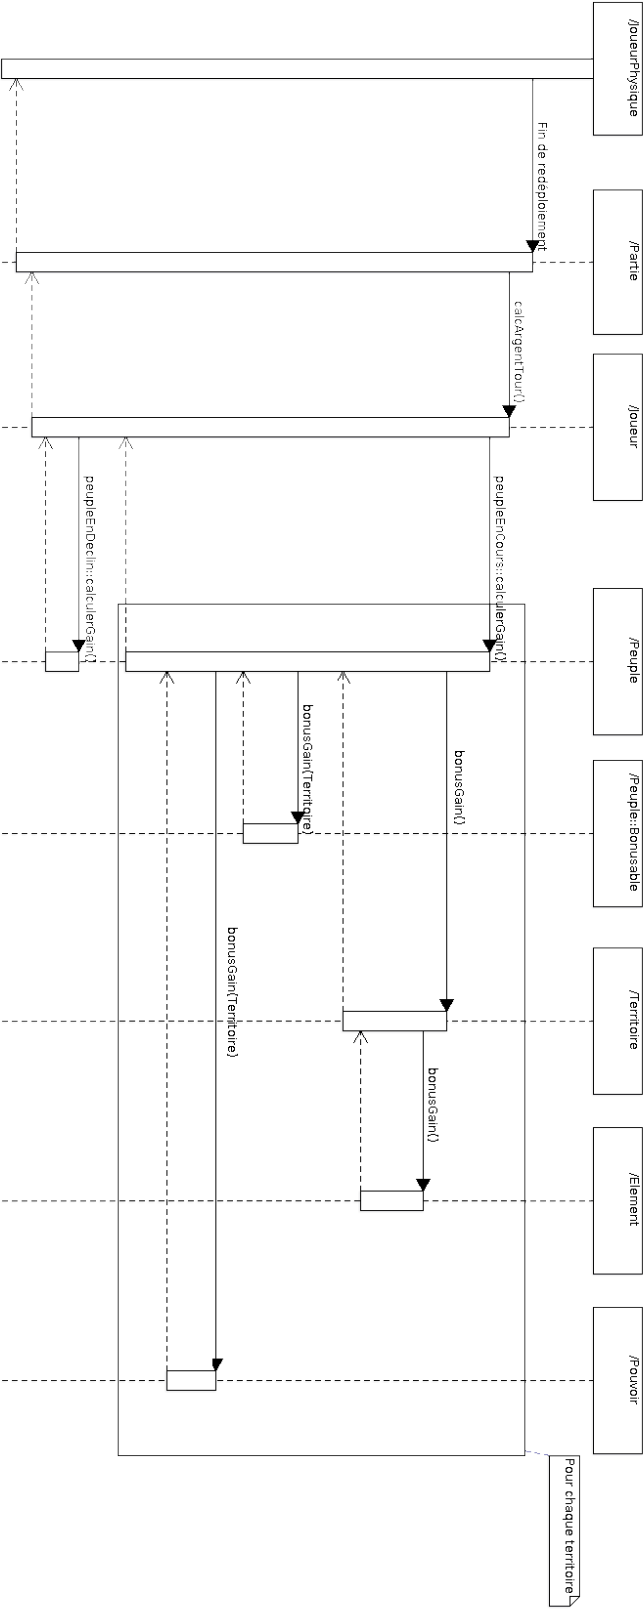 /JoueurPhysique
/Partie
/Joueur
/Peuple
/Peuple::Bonusable
/Territoire
/Element
/Pouvoir
Pour chaque territoire
Fin de redéploiement
calcArgentTour()
peupleEnCours::calculerGain()
bonusGain()
bonusGain()
bonusGain(Territoire)
bonusGain(Territoire)
peupleEnDeclin::calculerGain()